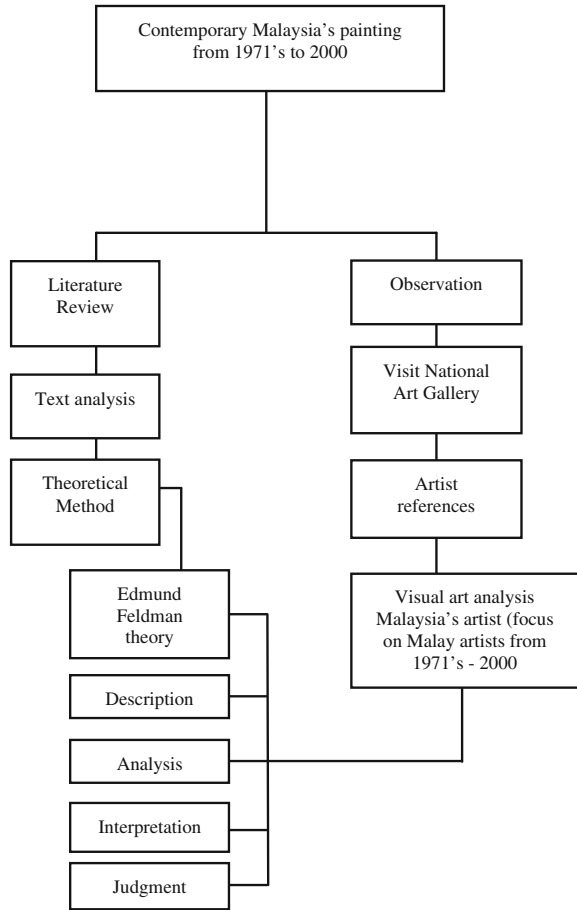 Contemporary Malaysia's painting
from 1971's to 2000
Literature
Review
Text analysis
Theoretical
Method
Edmund
Feldman
theory
Description
Analysis
Interpretation
Judgment
Observation
Visit National
Art Gallery
Artist
references
Visual art analysis
Malaysia's artist (focus
on Malay artists from
1971's - 2000